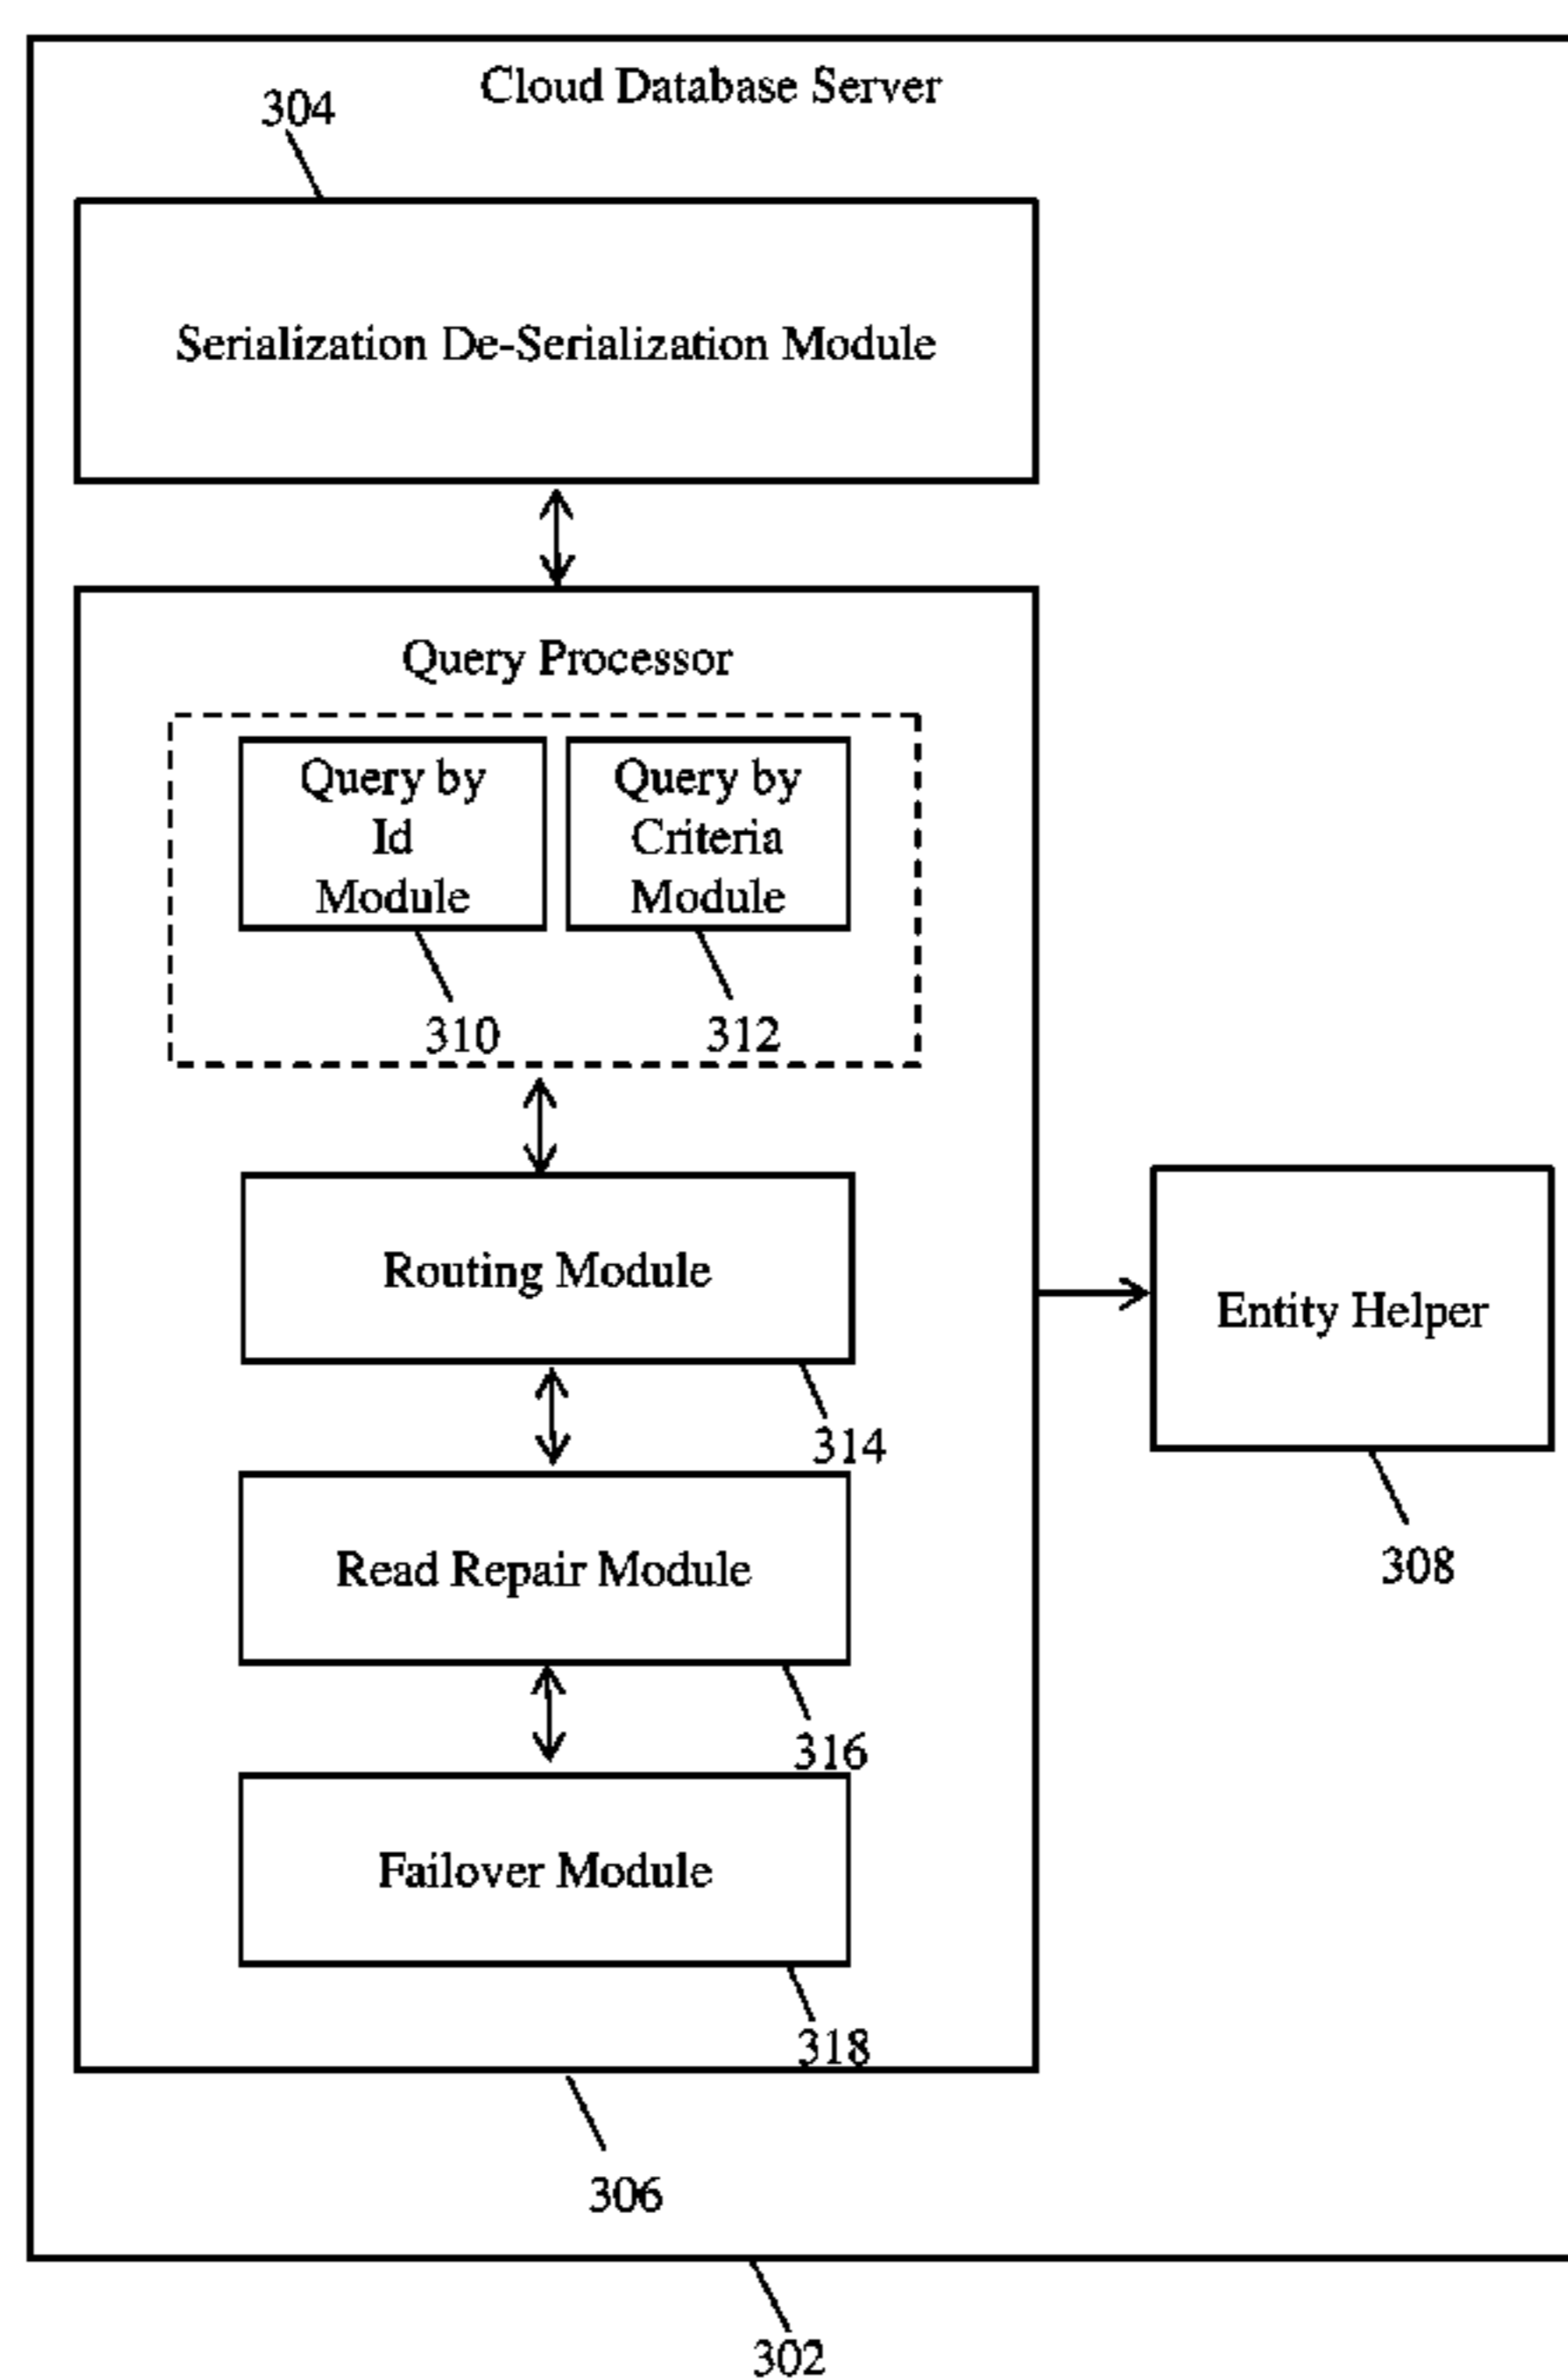 Cloud Database Server
304
Serialization De-Serialization Module
Query Processor
Query by
Id
Module
Query by
Criteria
Module
310
312
Routing Module
314
Entity Helper
308
Read Repair Module
316
Failover Module
318
306
302